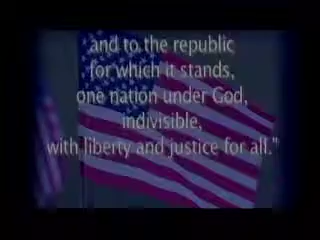 and to the republic
for which it stands,
one nation under God,
indivisible,
with liberty and justice for all."